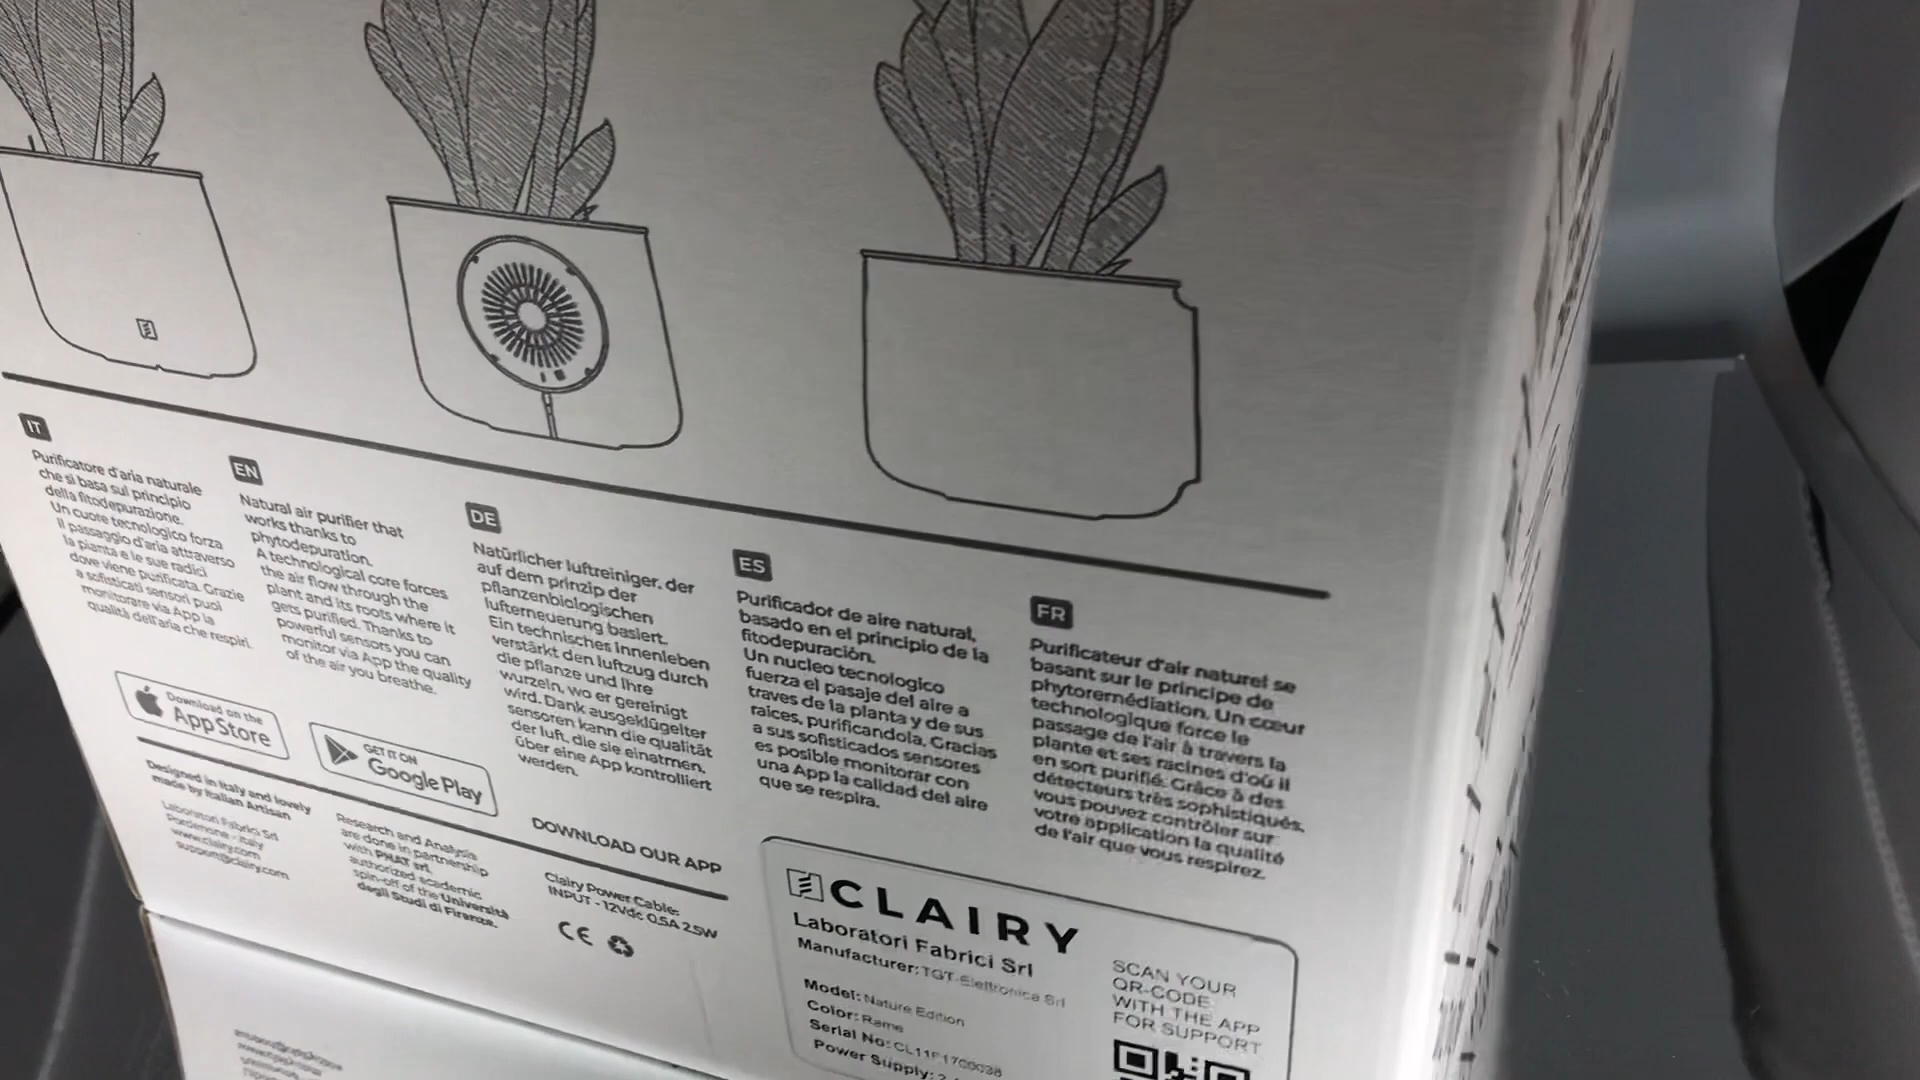 IT
Purificatore d'aria naturale
che si basa sul principio
della fitodepurazione.
Un cuore tecnologico forza
il passaggio d'aria attraverso
la pianta e le sue radici
dove viene purificata. Grazie
a sofisticati sensori puoi
monitorare via App la
qualità dell'aria che respiri.
EN
Natural air purifier that
works thanks to
phytodepuration.
A technological core forces
the air flow through the
plant and its roots where it
gets purified. Thanks to
powerful sensors you can
monitor via App the quality
of the air you breathe.
DE
Natürlicher luftreiniger, der
auf dem prinzip der
pflanzenbiologischen
lufterneuerung basiert.
Ein technisches Innenleben
verstärkt den luftzug durch
die pflanze und Ihre
wurzeln, wo er gereinigt
wird. Dank ausgeklügelter
sensoren kann die qualität
der luft, die sie einatmen,
über eine App kontrolliert
werden.
ES
Purificador de aire natural,
basado en el principio de la
fitodepuración.
Un nucleo tecnologico
fuerza el pasaje del aire a
traves de la planta y de sus
raices, purificandola. Gracias
a sus sofisticados sensores
es posible monitorar con
una App la calidad del aire
que se respira.
FR
Purificateur d'air naturel se
basant sur le principe de
phytoremédiation. Un cœur
technologique force le
passage de l'air à travers la
plante et ses racines d'où il
en sort purifié. Grâce à des
détecteurs très sophistiqués,
vous pouvez contrôler sur
votre application la qualité
de l'air que vous respirez.
Download on the
App Store
GET IT ON
Google Play
DOWNLOAD OUR APP
Designed in Italy and lovely
made by Italian Artisan
Laboratori Fabrici Srl
Pordenone - Italy
www.clairy.com
support@clairy.com
Research and Analysis
are done in partnership
with PNAT srl,
authorized academic
spin-off of the Università
degli Studi di Firenze.
Clairy Power Cable:
INPUT - 12Vdc 0.5A 2.5W
CE
CLAIRY
Laboratori Fabrici Srl
Manufacturer: TGT-Elettronica Srl
Model: Nature Edition
Color: Rame
Serial No: CL11F1700038
Power Supply:
SCAN YOUR
QR-CODE
WITH THE APP
FOR SUPPORT